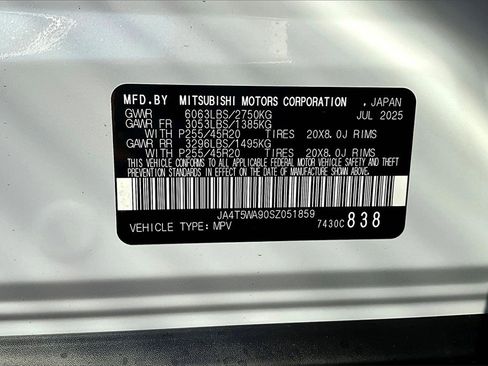 MFD.BY MITSUBISHI MOTORS CORPORATION , JAPAN
GVWR 6063LBS/2750KG JUL 2025
GAWR FR 3053LBS/1385KG
WITH P255/45R20 TIRES 20X8.0J RIMS
GAWR RR 3296LBS/1495KG
WITH P255/45R20 TIRES 20X8.0J RIMS
THIS VEHICLE CONFORMS TO ALL APPLICABLE FEDERAL MOTOR VEHICLE SAFETY
AND THEFT PREVENTION STANDARDS IN EFFECT ON THE DATE OF MANUFACTURE SHOWN ABOVE.
JA4T5WA90SZ051859
VEHICLE TYPE: MPV 7430C 838